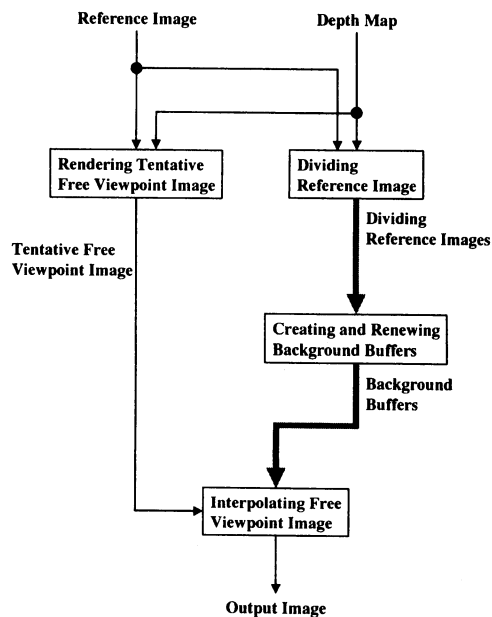 Reference Image
Depth Map
Rendering Tentative
Free Viewpoint Image
Dividing
Reference Image
Dividing
Reference Images
Tentative Free
Viewpoint Image
Creating and Renewing
Background Buffers
Background
Buffers
Interpolating Free
Viewpoint Image
Output Image